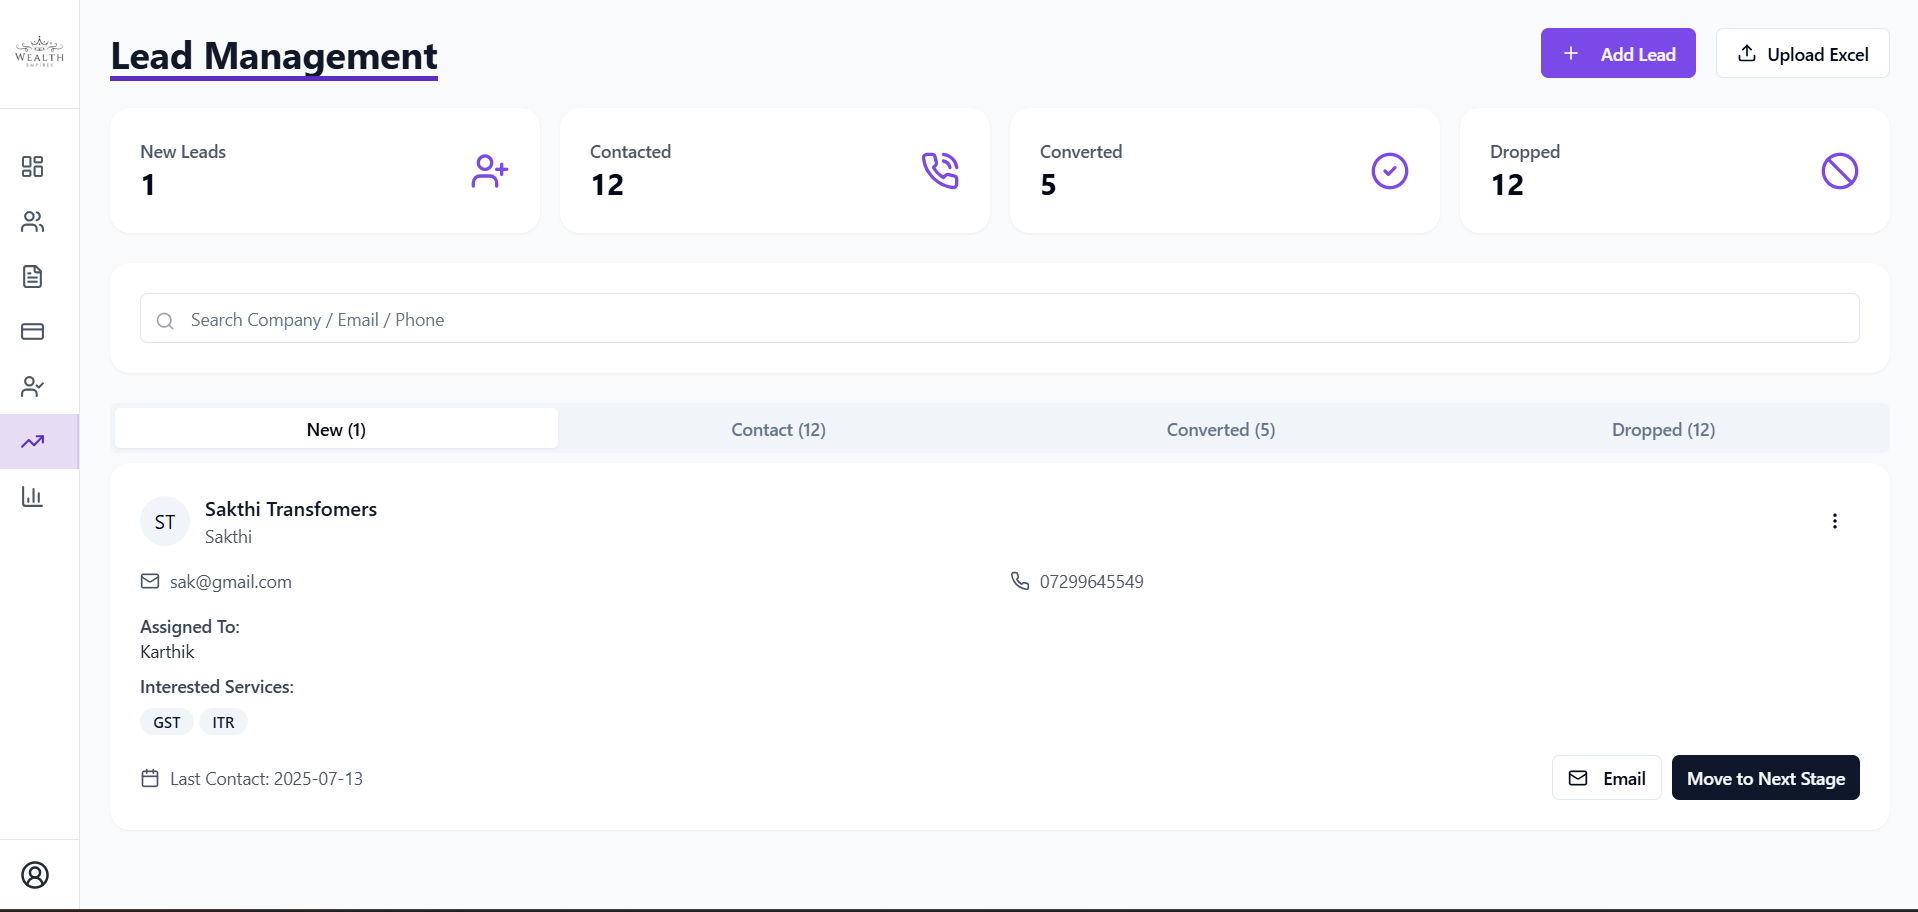 WEALTH
EMPIRES
Lead Management
Add Lead
Upload Excel
New Leads
1
Contacted
12
Converted
5
Dropped
12
Search Company / Email / Phone
New (1)
Contact (12)
Converted (5)
Dropped (12)
ST
Sakthi Transfomers
Sakthi
sak@gmail.com
07299645549
Assigned To:
Karthik
Interested Services:
GST
ITR
Last Contact: 2025-07-13
Email
Move to Next Stage